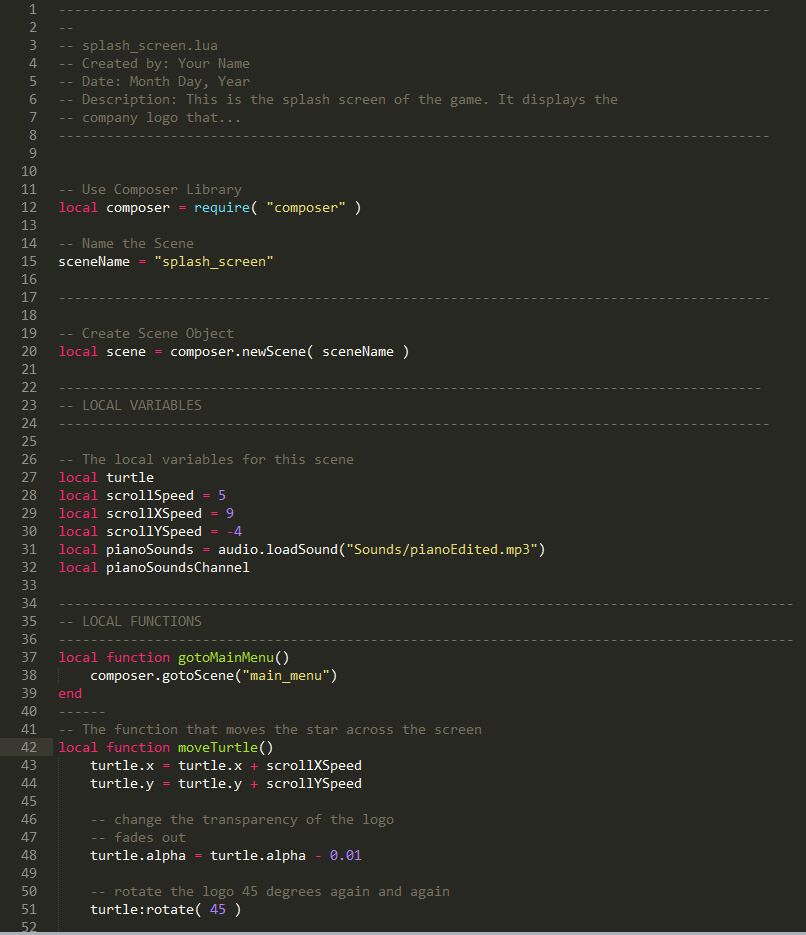 1 -----------------------------------------------------------------------------------------
2 --
3 -- splash_screen.lua
4 -- Created by: Your Name
5 -- Date: Month Day, Year
6 -- Description: This is the splash screen of the game. It displays the
7 -- company logo that...
8 -----------------------------------------------------------------------------------------
9
10
11 -- Use Composer Library
12 local composer = require( "composer" )
13
14 -- Name the Scene
15 sceneName = "splash_screen"
16
17 -----------------------------------------------------------------------------------------
18
19 -- Create Scene Object
20 local scene = composer.newScene( sceneName )
21
22 ----------------------------------------------------------------------------------------
23 -- LOCAL VARIABLES
24 -----------------------------------------------------------------------------------------
25
26 -- The local variables for this scene
27 local turtle
28 local scrollSpeed = 5
29 local scrollXSpeed = 9
30 local scrollYSpeed = -4
31 local pianoSounds = audio.loadSound("Sounds/pianoEdited.mp3")
32 local pianoSoundsChannel
33
34 --------------------------------------------------------------------------------------------
35 -- LOCAL FUNCTIONS
36 --------------------------------------------------------------------------------------------
37 local function gotoMainMenu()
38     composer.gotoScene("main_menu")
39 end
40 ------
41 -- The function that moves the star across the screen
42 local function moveTurtle()
43     turtle.x = turtle.x + scrollXSpeed
44     turtle.y = turtle.y + scrollYSpeed
45
46     -- change the transparency of the logo
47     -- fades out
48     turtle.alpha = turtle.alpha - 0.01
49
50     -- rotate the logo 45 degrees again and again
51     turtle:rotate( 45 )
52